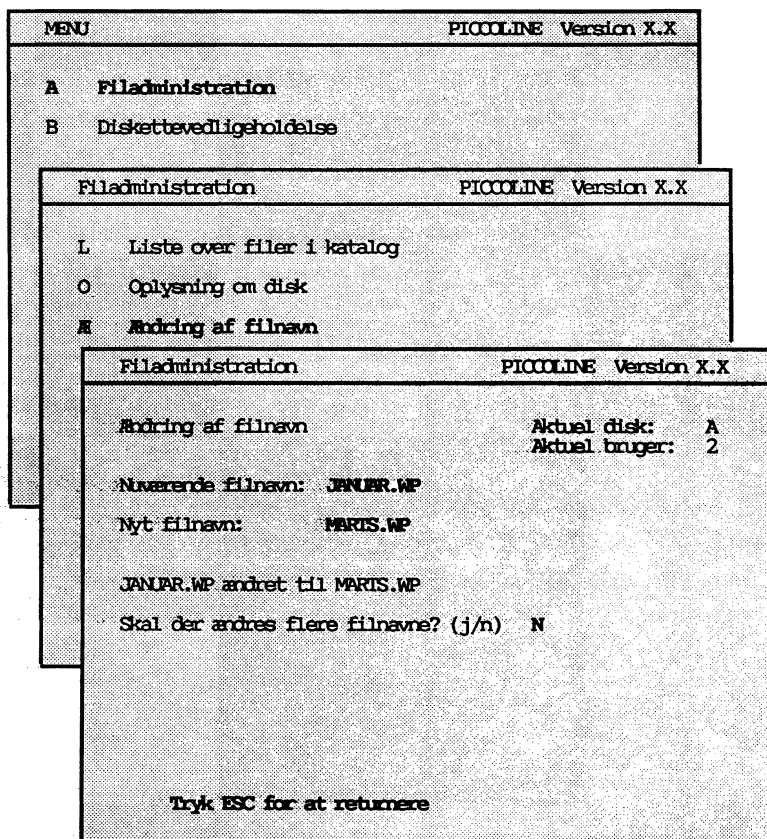 MENU PICCOLINE Version X.X
A Filadministration
B Diskettevedligeholdelse
Filadministration PICCOLINE Version X.X
L Liste over filer i katalog
O Oplysning om disk
Æ Ændring af filnavn
Filadministration PICCOLINE Version X.X
Ændring af filnavn Aktuel disk: A
Aktuel bruger: 2
Nuværende filnavn: JANUAR.WP
Nyt filnavn: MARTS.WP
JANUAR.WP ændret til MARTS.WP
Skal der ændres flere filnavne? (j/n) N
Tryk ESC for at returnere